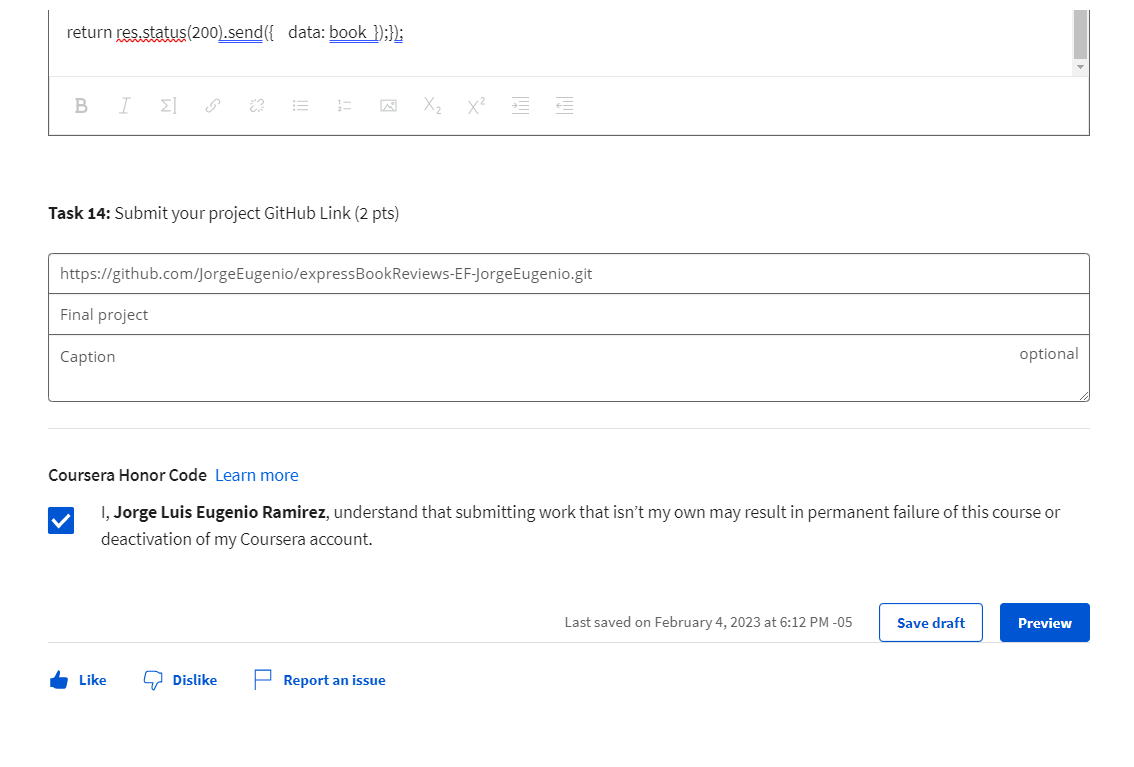 return res.status(200).send({ data: book });});
B I Σ X₂ X²
Task 14: Submit your project GitHub Link (2 pts)
https://github.com/JorgeEugenio/expressBookReviews-EF-JorgeEugenio.git
Final project
Caption optional
Coursera Honor Code Learn more
I, Jorge Luis Eugenio Ramirez, understand that submitting work that isn't my own may result in permanent failure of this course or
deactivation of my Coursera account.
Last saved on February 4, 2023 at 6:12 PM -05 Save draft Preview
Like Dislike Report an issue